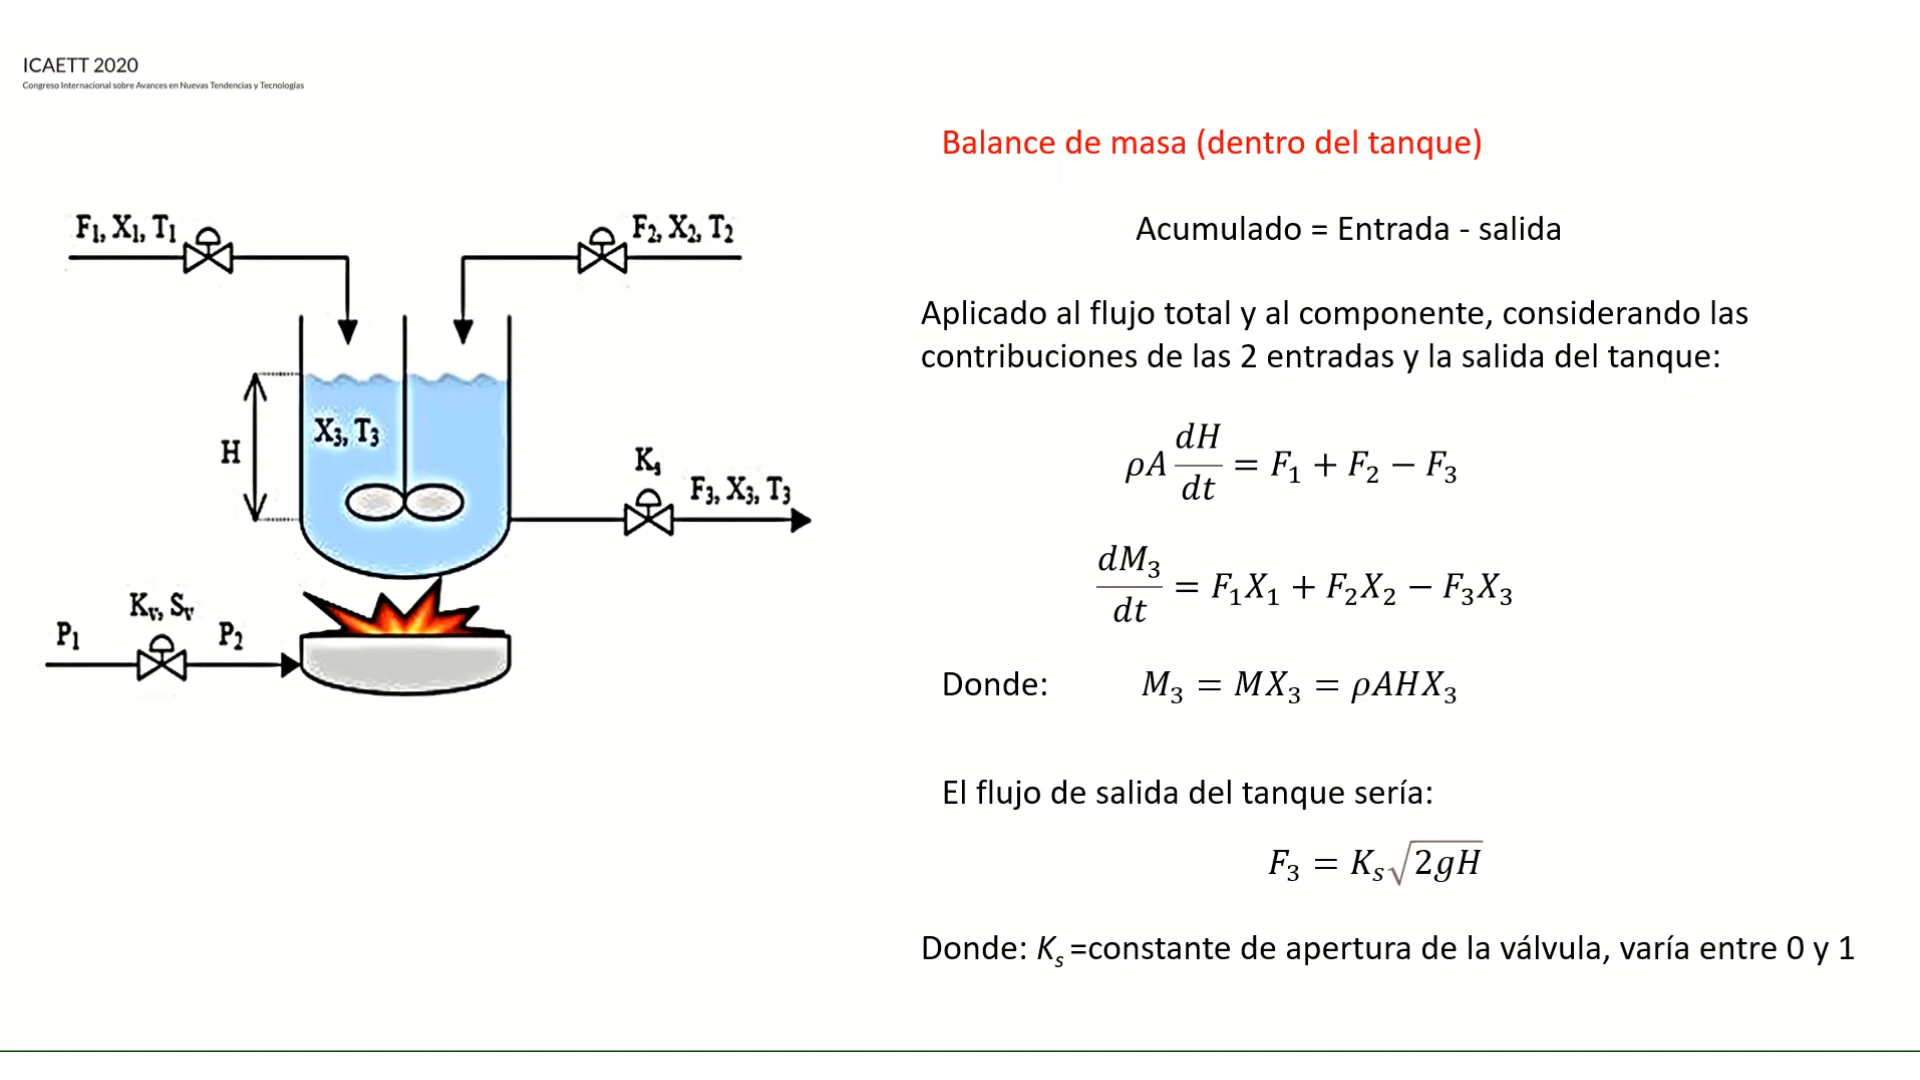 ICAETT 2020
Congreso Internacional sobre Avances en Nuevas Tendencias y Tecnologías
Balance de masa (dentro del tanque)
Acumulado = Entrada - salida
Aplicado al flujo total y al componente, considerando las
contribuciones de las 2 entradas y la salida del tanque:
ρA dH/dt = F₁ + F₂ − F₃
dM₃/dt = F₁X₁ + F₂X₂ − F₃X₃
Donde: M₃ = MX₃ = ρAHX₃
El flujo de salida del tanque sería:
F₃ = Kₛ√2gH
Donde: Kₛ=constante de apertura de la válvula, varía entre 0 y 1
F₁, X₁, T₁
F₂, X₂, T₂
X₃, T₃
H
Kₛ
F₃, X₃, T₃
Kᵥ, Sᵥ
P₁
P₂